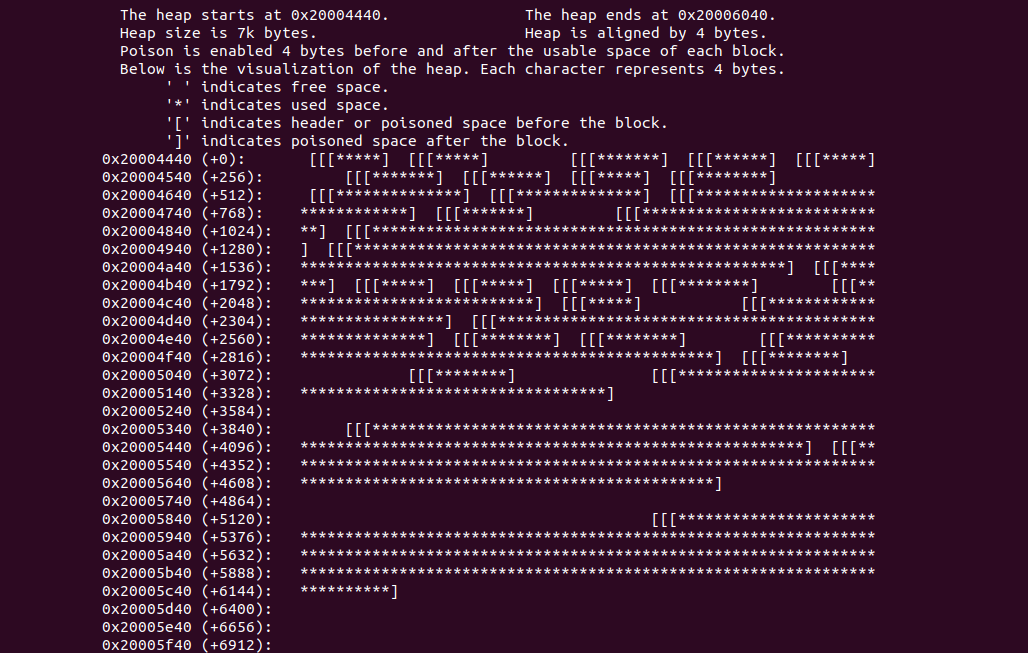 The heap starts at 0x20004440.                The heap ends at 0x20006040.
Heap size is 7k bytes.                        Heap is aligned by 4 bytes.
Poison is enabled 4 bytes before and after the usable space of each block.
Below is the visualization of the heap. Each character represents 4 bytes.
' ' indicates free space.
'*' indicates used space.
'[' indicates header or poisoned space before the block.
']' indicates poisoned space after the block.
0x20004440 (+0):       [[[*****]  [[[*****]         [[[*******]  [[[******]  [[[*****]
0x20004540 (+256):         [[[*******]  [[[******]  [[[*****]  [[[********]
0x20004640 (+512):     [[[**************]  [[[**************]  [[[********************
0x20004740 (+768):    ************]  [[[*******]         [[[**************************
0x20004840 (+1024):   **]  [[[********************************************************
0x20004940 (+1280):   ]  [[[**********************************************************
0x20004a40 (+1536):   ******************************************************]  [[[****
0x20004b40 (+1792):   ***]  [[[*****]  [[[*****]  [[[*****]  [[[********]        [[[**
0x20004c40 (+2048):   **************************]  [[[*****]           [[[************
0x20004d40 (+2304):   ****************]  [[[******************************************
0x20004e40 (+2560):   **************]  [[[********]  [[[********]        [[[**********
0x20004f40 (+2816):   **********************************************]  [[[********]
0x20005040 (+3072):               [[[********]               [[[**********************
0x20005140 (+3328):   **********************************]
0x20005240 (+3584):
0x20005340 (+3840):        [[[********************************************************
0x20005440 (+4096):   ********************************************************]  [[[**
0x20005540 (+4352):   ****************************************************************
0x20005640 (+4608):   **********************************************]
0x20005740 (+4864):
0x20005840 (+5120):                                          [[[**********************
0x20005940 (+5376):   ****************************************************************
0x20005a40 (+5632):   ****************************************************************
0x20005b40 (+5888):   ****************************************************************
0x20005c40 (+6144):   **********]
0x20005d40 (+6400):
0x20005e40 (+6656):
0x20005f40 (+6912):